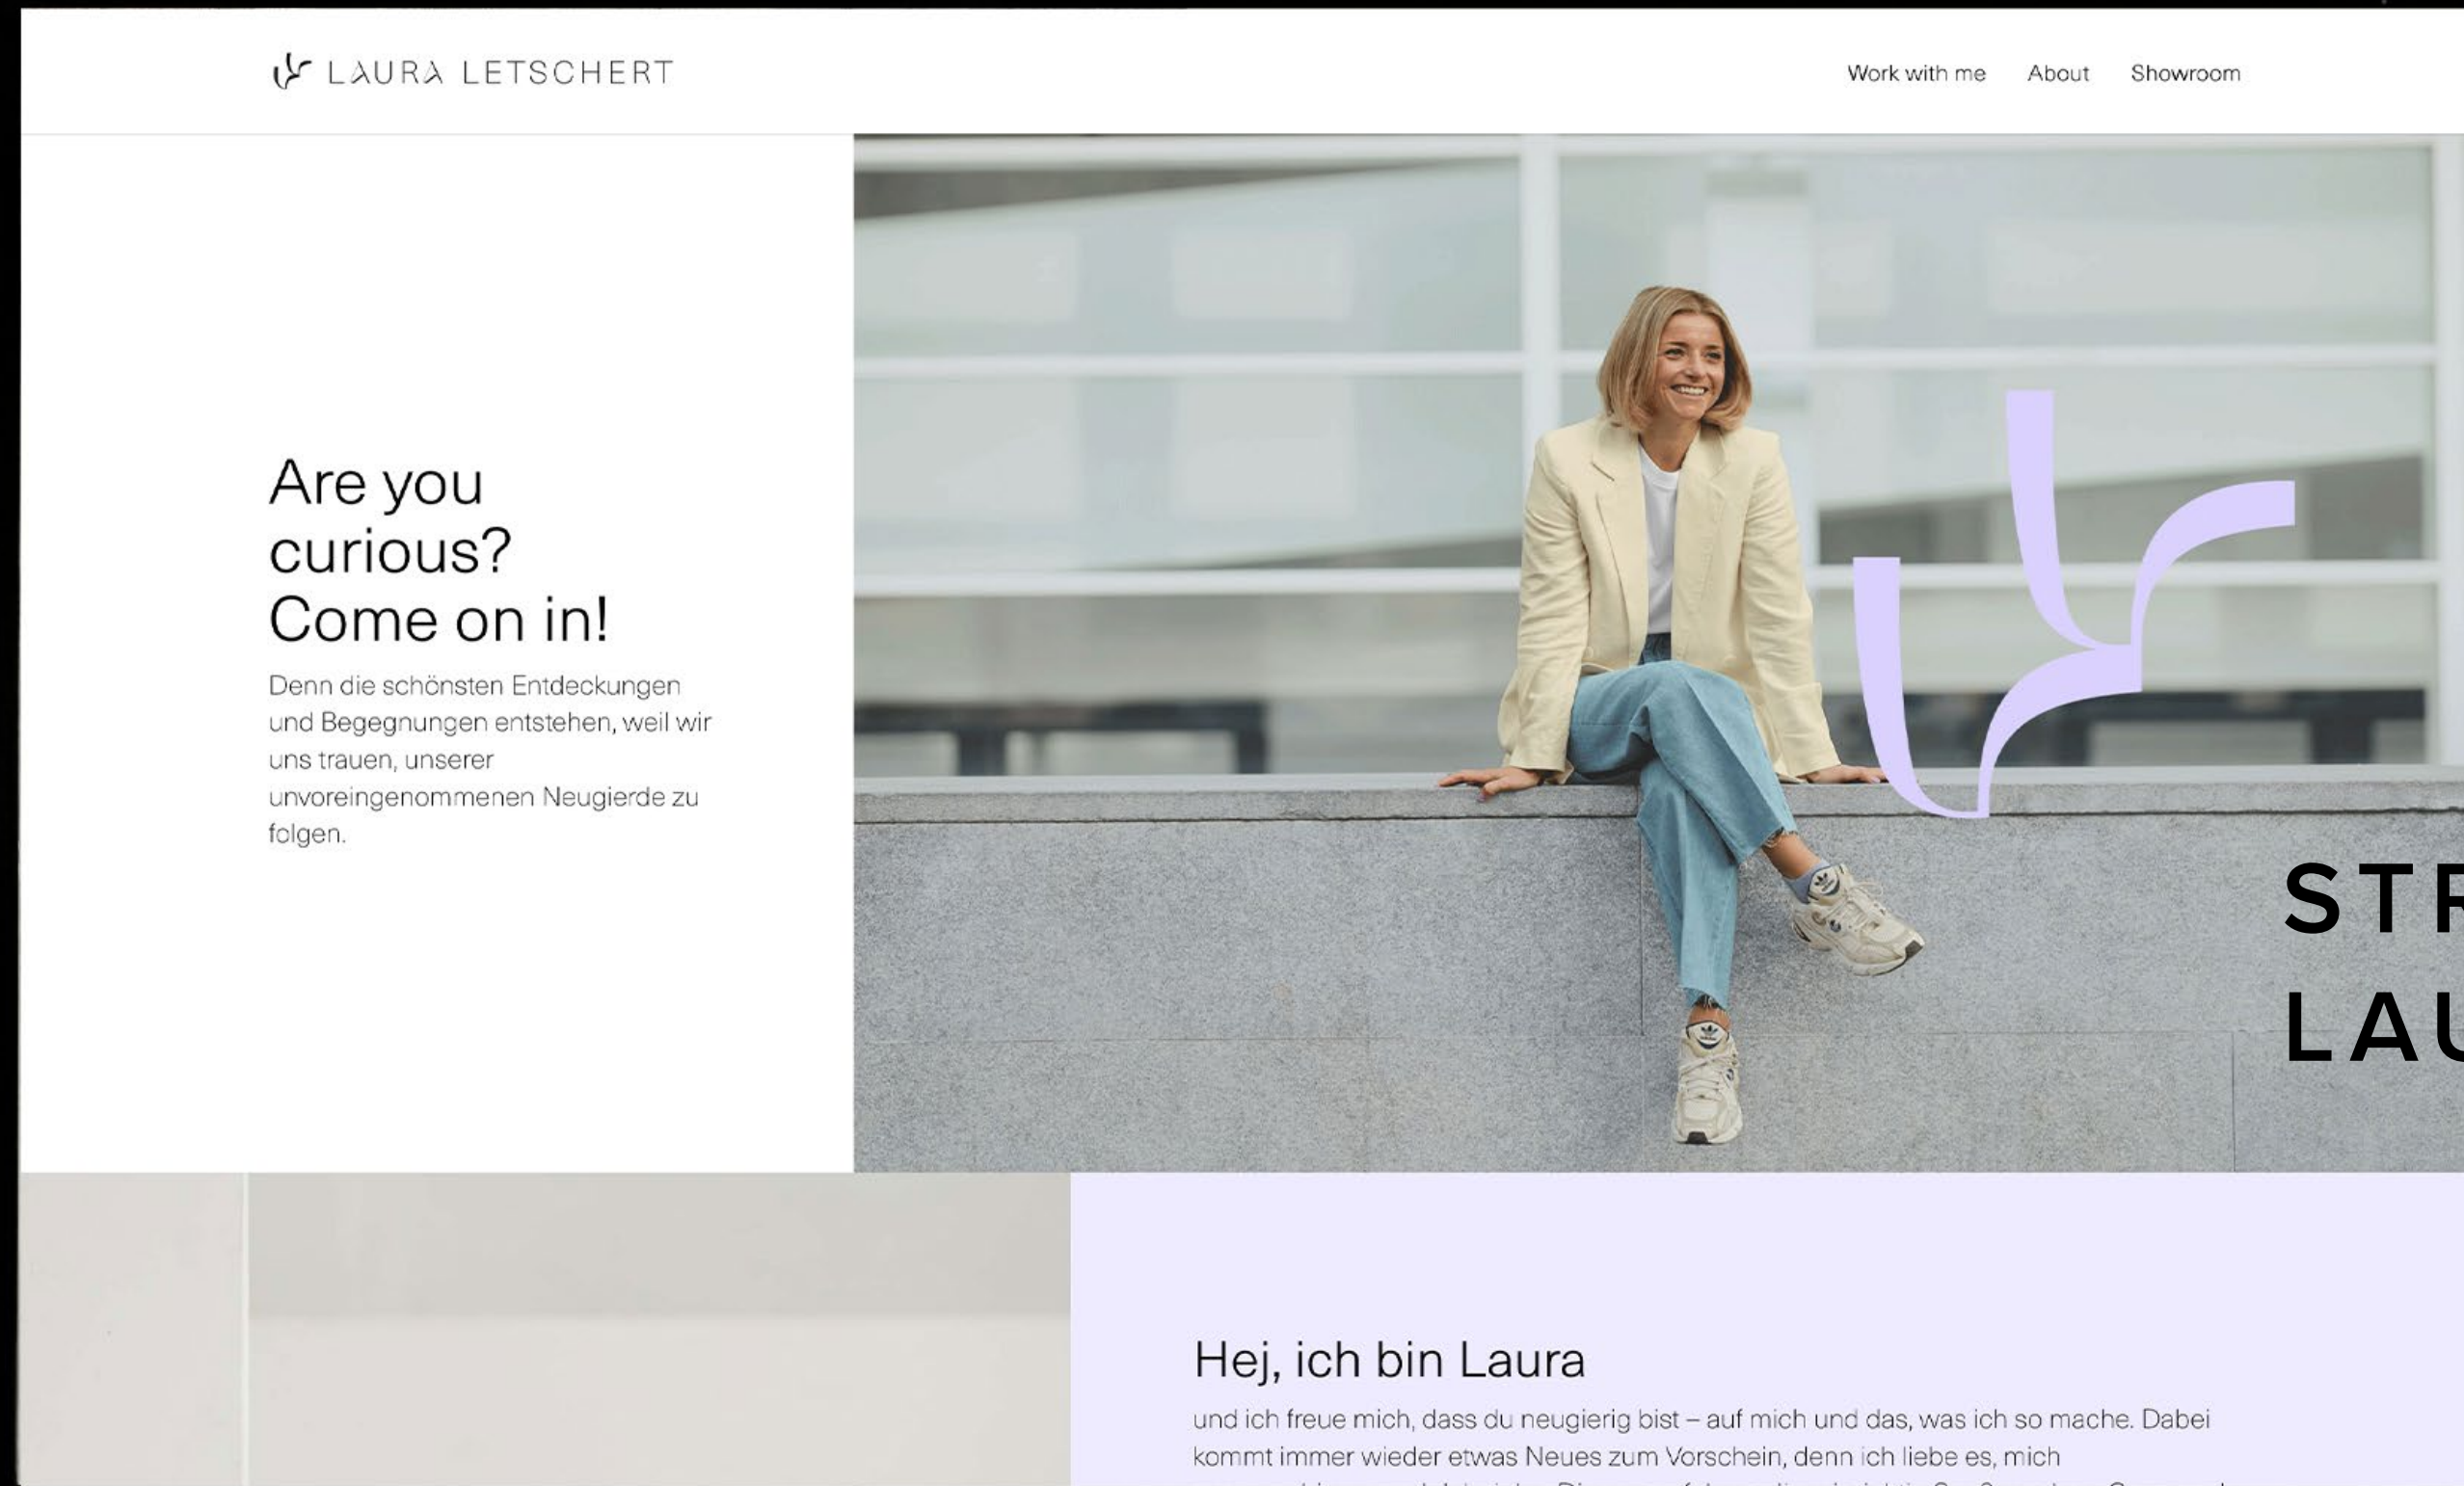 LAURA LETSCHERT
Work with me About Showroom
Are you
curious?
Come on in!
Denn die schönsten Entdeckungen
und Begegnungen entstehen, weil wir
uns trauen, unserer
unvoreingenommenen Neugierde zu
folgen.
STR
LAU
Hej, ich bin Laura
und ich freue mich, dass du neugierig bist – auf mich und das, was ich so mache. Dabei
kommt immer wieder etwas Neues zum Vorschein, denn ich liebe es, mich